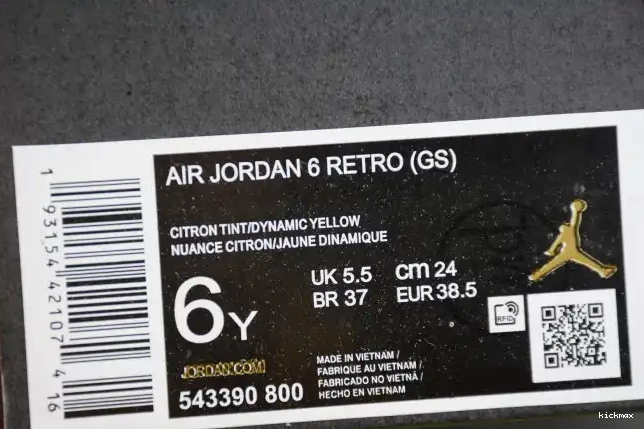 AIR JORDAN 6 RETRO (GS)
CITRON TINT/DYNAMIC YELLOW
NUANCE CITRON/JAUNE DINAMIQUE
6Y
UK 5.5 cm 24
BR 37 EUR 38.5
RFID
JORDAN.COM
543390 800
MADE IN VIETNAM /
FABRIQUE AU VIETNAM /
FABRICADO NO VIETNÃ /
HECHO EN VIETNAM
1 93154 42107 4 16
kickmax